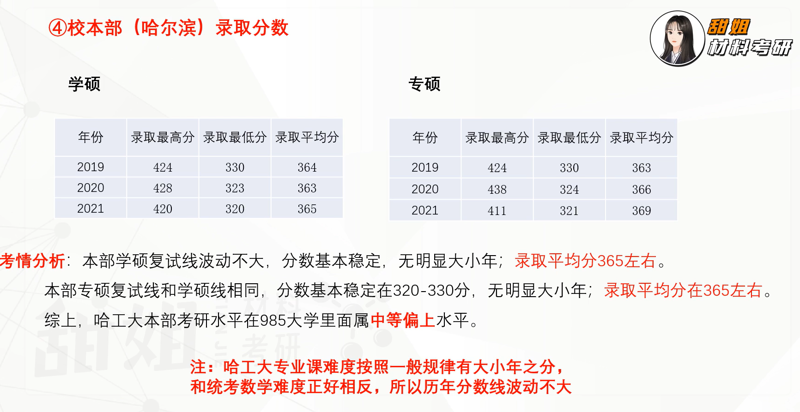 ④校本部（哈尔滨）录取分数
甜姐
材料考研
学硕
专硕
年份 录取最高分 录取最低分 录取平均分
2019 424 330 364
2020 428 323 363
2021 420 320 365
年份 录取最高分 录取最低分 录取平均分
2019 424 330 363
2020 438 324 366
2021 411 321 369
考情分析：本部学硕复试线波动不大，分数基本稳定，无明显大小年；录取平均分365左右。
本部专硕复试线和学硕线相同，分数基本稳定在320-330分，无明显大小年；录取平均分在365左右。
综上，哈工大本部考研水平在985大学里面属中等偏上水平。
注：哈工大专业课难度按照一般规律有大小年之分，
和统考数学难度正好相反，所以历年分数线波动不大